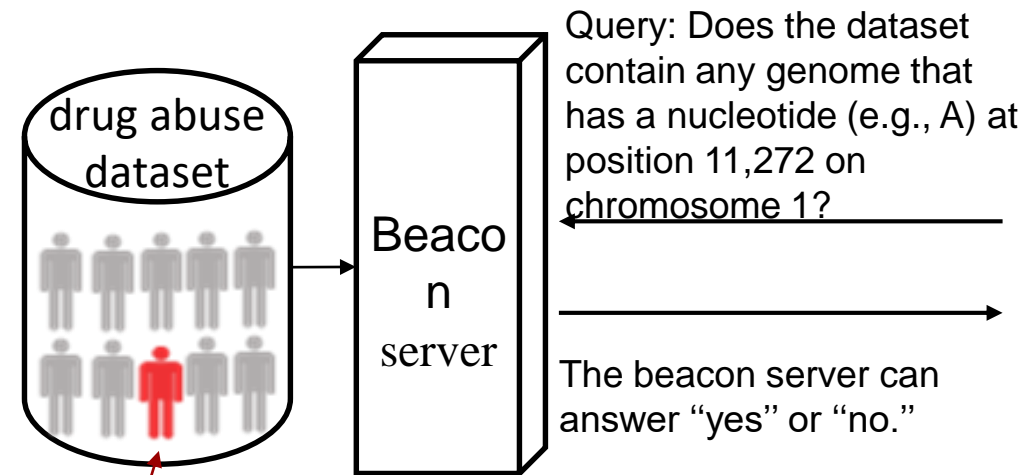 drug abuse
dataset
Beaco
n
server
Query: Does the dataset
contain any genome that
has a nucleotide (e.g., A) at
position 11,272 on
chromosome 1?
The beacon server can
answer ‘‘yes’’ or ‘‘no.’’